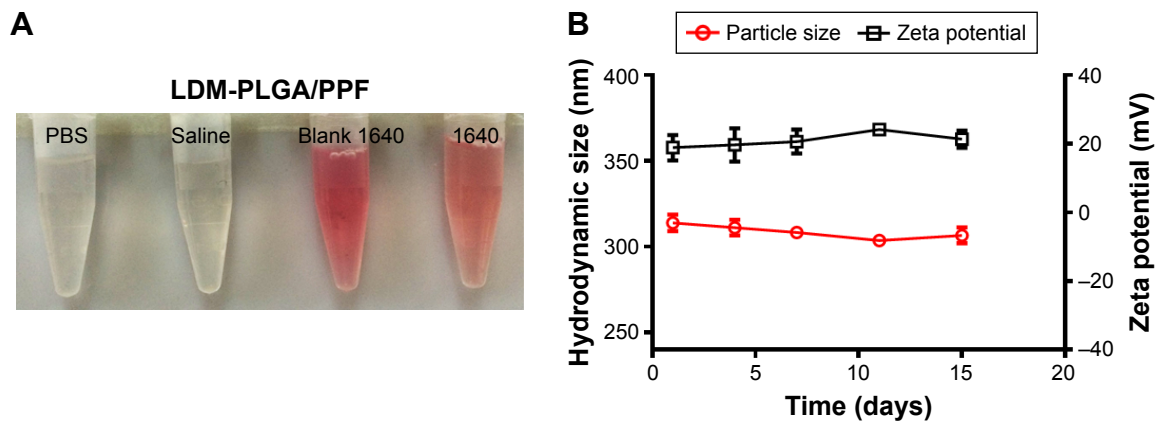 A
LDM-PLGA/PPF
PBS
Saline
Blank 1640
1640
B
Particle size
Zeta potential
Hydrodynamic size (nm)
400
350
300
250
0
5
10
15
20
Time (days)
40
20
0
–20
–40
Zeta potential (mV)